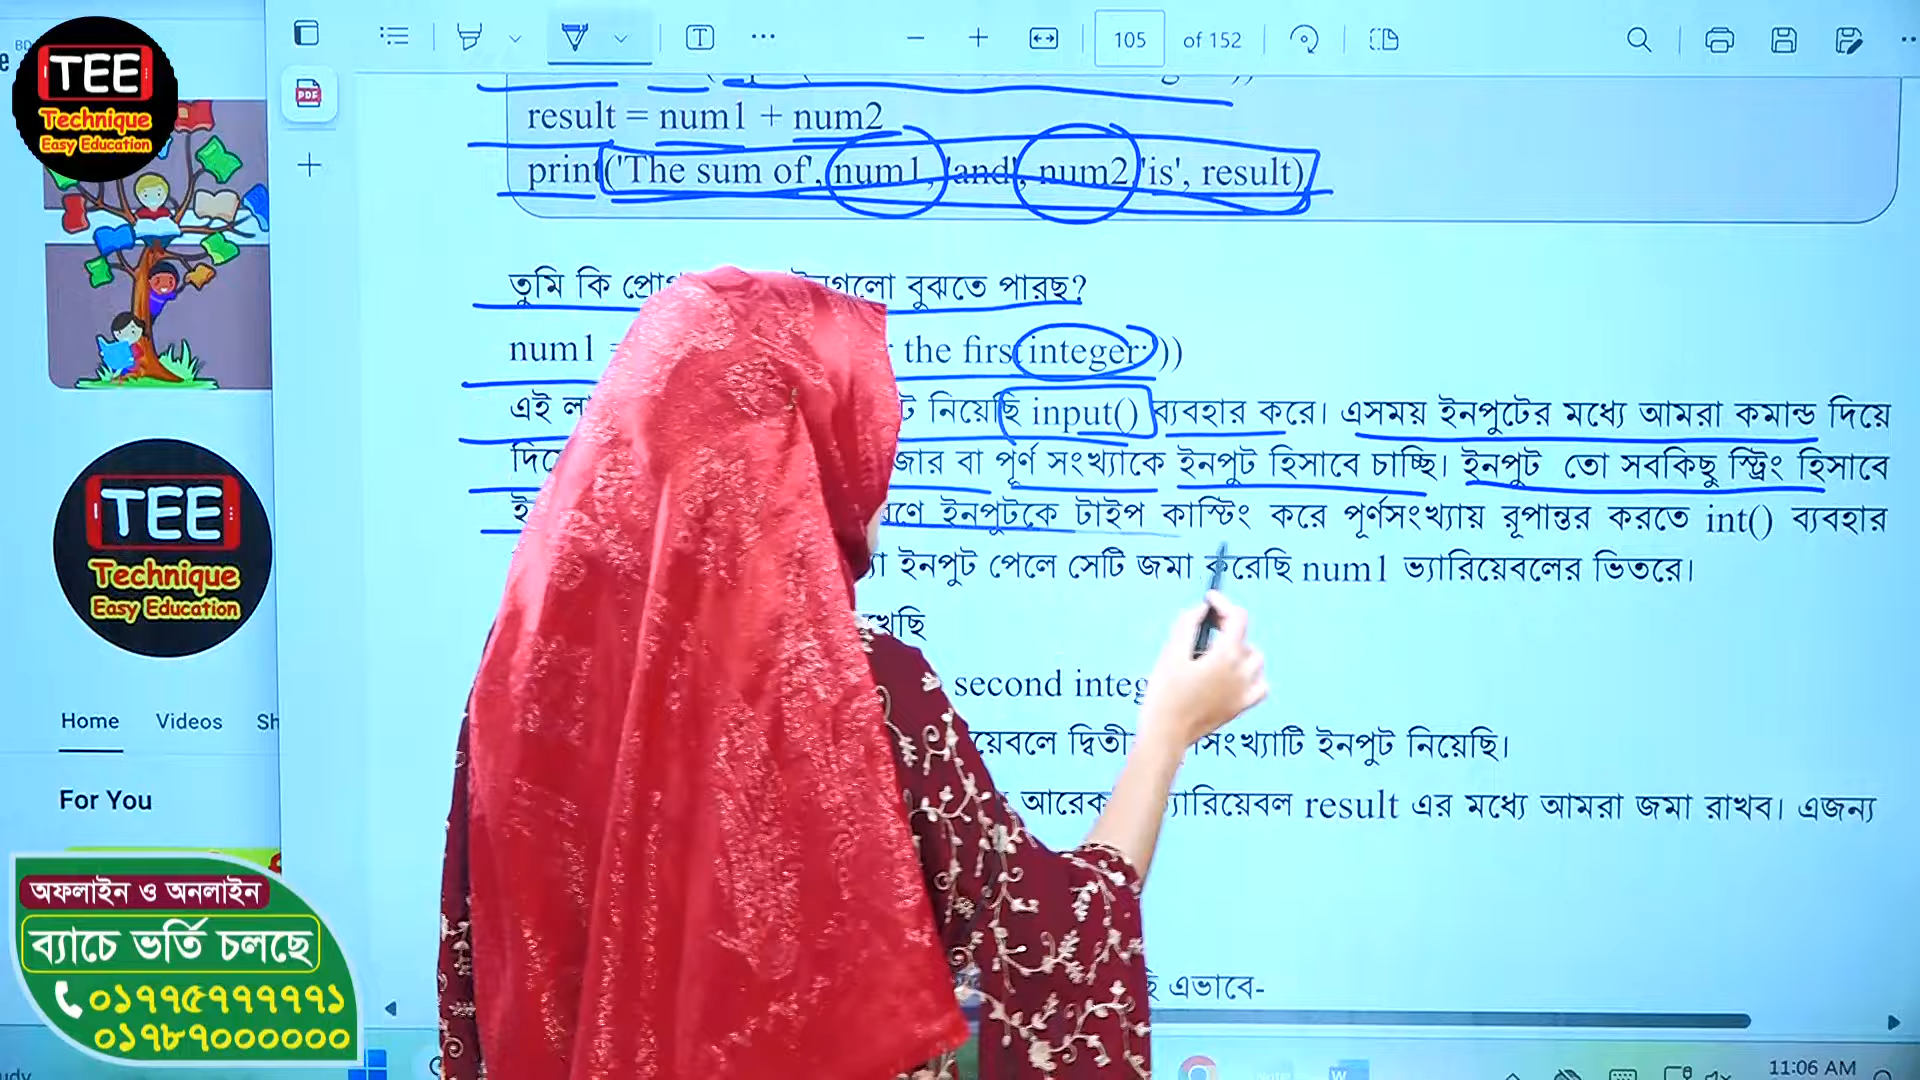 TEE
Technique
Easy Education
105 of 152
result = num1 + num2
print('The sum of', num1, 'and', num2 'is', result)
তুমি কি বুঝতে পারছ?
num1 the first integer: ))
এই নিয়েছি input() ব্যবহার করে। এসময় ইনপুটের মধ্যে আমরা কমান্ড দিয়ে
বা পূর্ণ সংখ্যাকে ইনপুট হিসাবে চাচ্ছি। ইনপুট তো সবকিছু স্ট্রিং হিসাবে
ইনপুটকে টাইপ কাস্টিং করে পূর্ণসংখ্যায় রূপান্তর করতে int() ব্যবহার
ইনপুট পেলে সেটি জমা করেছি num1 ভ্যারিয়েবলের ভিতরে।
second
ইনপুট নিয়েছি।
result এর মধ্যে আমরা জমা রাখব। এজন্য
এভাবে-
TEE
Technique
Easy Education
Home Videos
For You
অফলাইন ও অনলাইন
ব্যাচে ভর্তি চলছে
০১৭৭৫৭৭৭৭৭১
০১৭৮৭০০০০০০
11:06 AM